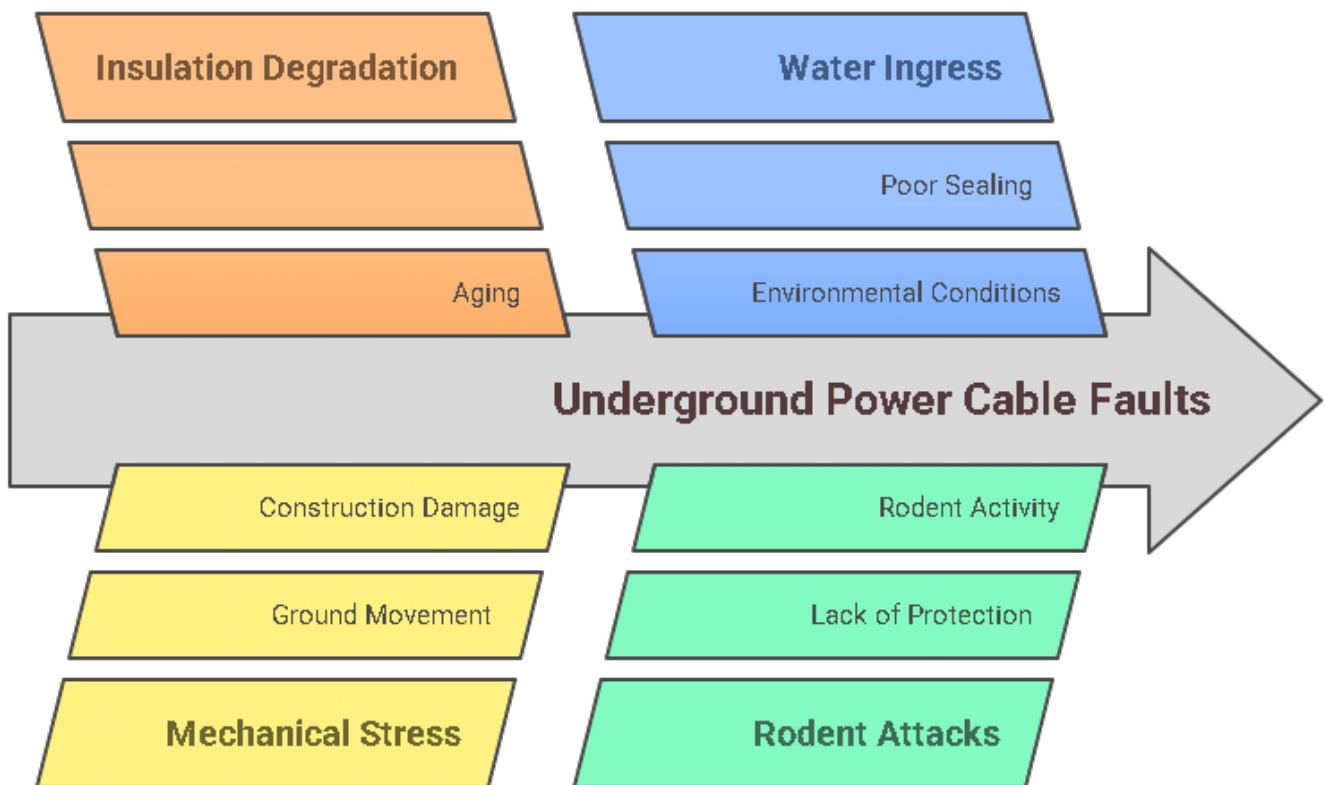 Insulation Degradation
Water Ingress
Poor Sealing
Aging
Environmental Conditions
Underground Power Cable Faults
Construction Damage
Rodent Activity
Ground Movement
Lack of Protection
Mechanical Stress
Rodent Attacks